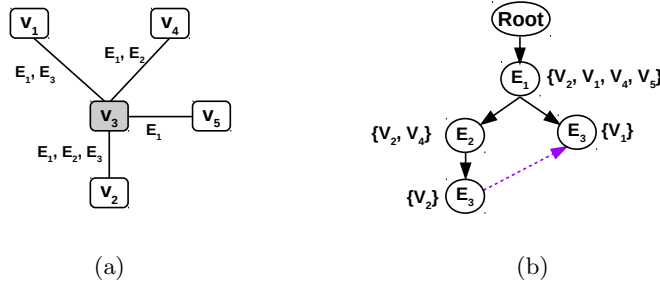 v1
v4
E1, E3
E1, E2
v3
v5
E1
E1, E2, E3
v2
(a)
Root
E1 {V2, V1, V4, V5}
{V2, V4} E2
E3 {V1}
{V2} E3
(b)